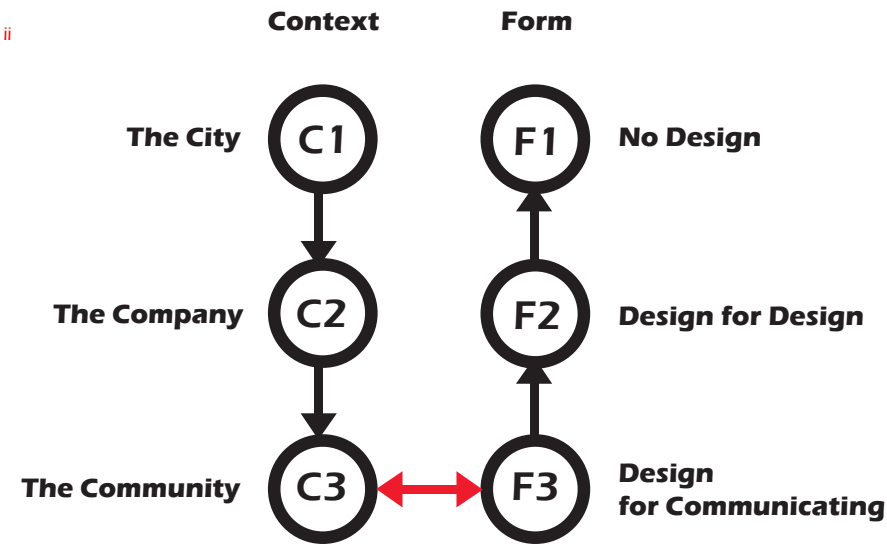 ii
Context Form
The City C1 F1 No Design
The Company C2 F2 Design for Design
The Community C3 F3 Design
for Communicating